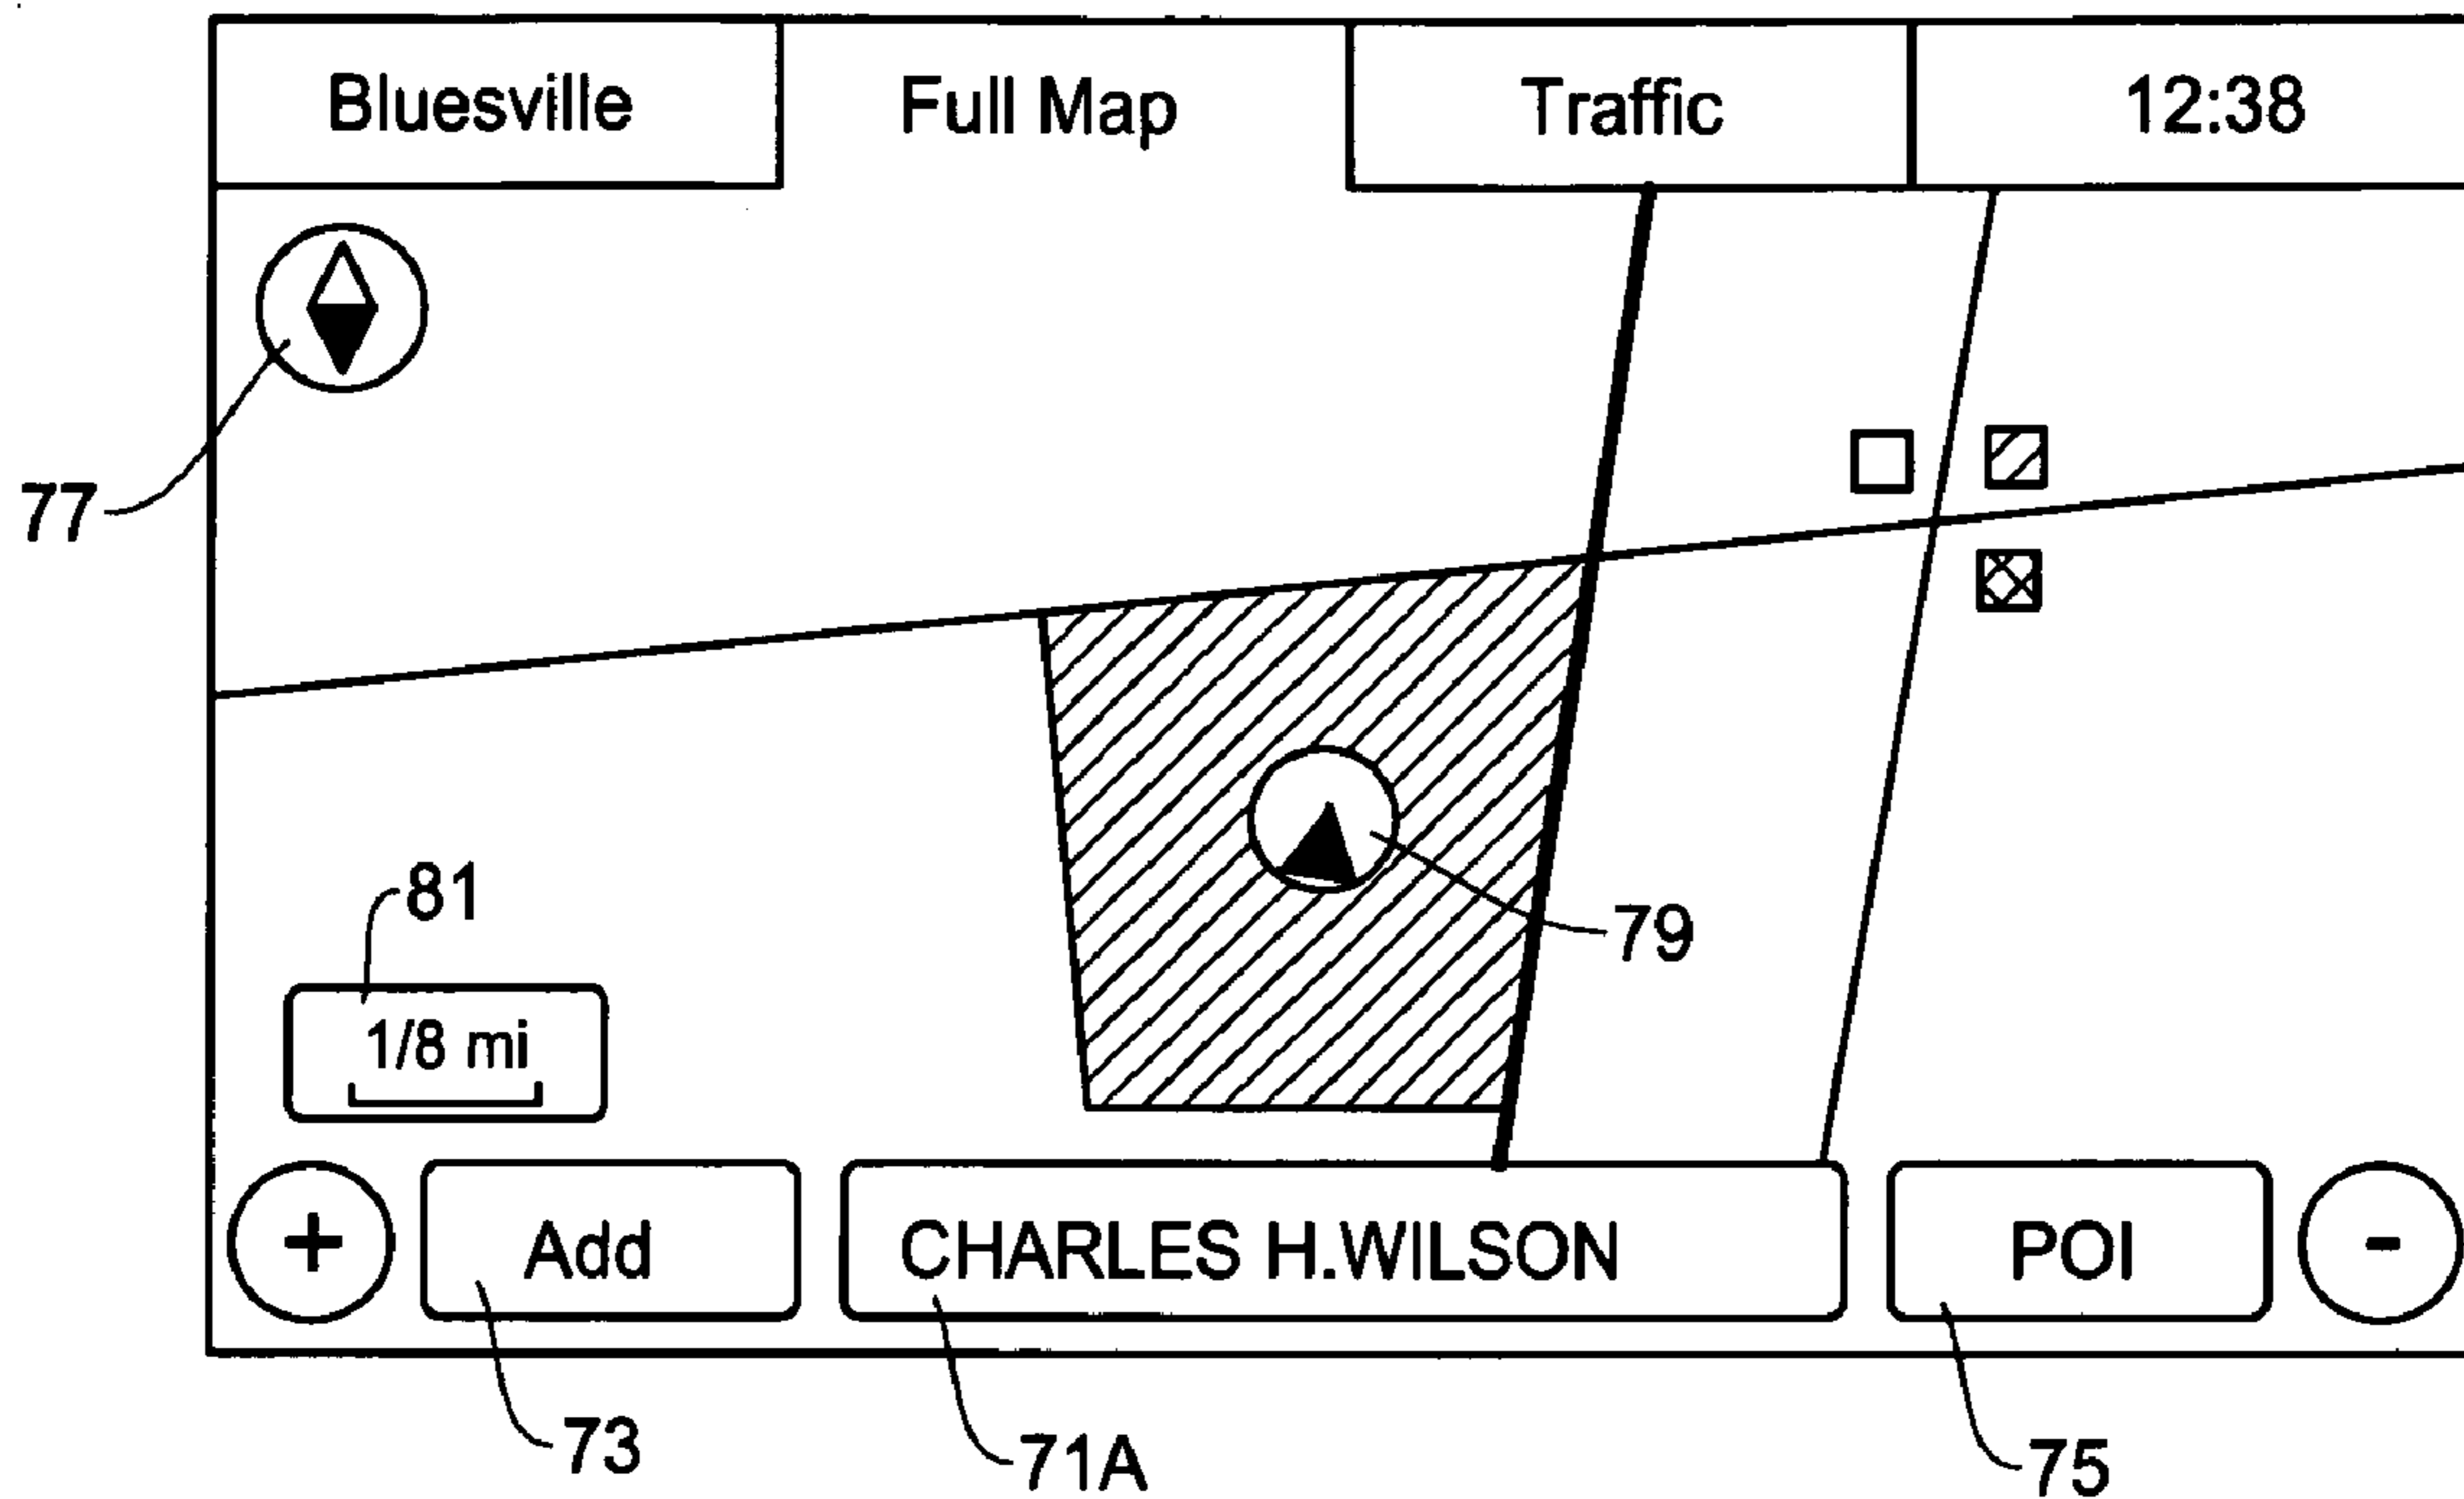 Bluesville Full Map Traffic 12:38
77
81
79
1/8 mi
+ Add CHARLES H.WILSON POI -
73 71A 75